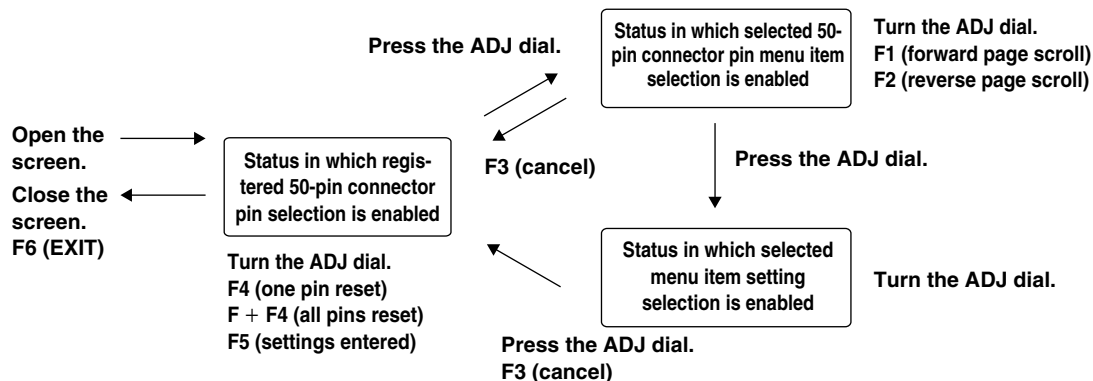 Press the ADJ dial.
Status in which selected 50-
pin connector pin menu item
selection is enabled
Turn the ADJ dial.
F1 (forward page scroll)
F2 (reverse page scroll)
Open the
screen.
Close the
screen.
F6 (EXIT)
Status in which regis-
tered 50-pin connector
pin selection is enabled
F3 (cancel)
Press the ADJ dial.
Turn the ADJ dial.
F4 (one pin reset)
F + F4 (all pins reset)
F5 (settings entered)
Status in which selected
menu item setting
selection is enabled
Turn the ADJ dial.
Press the ADJ dial.
F3 (cancel)